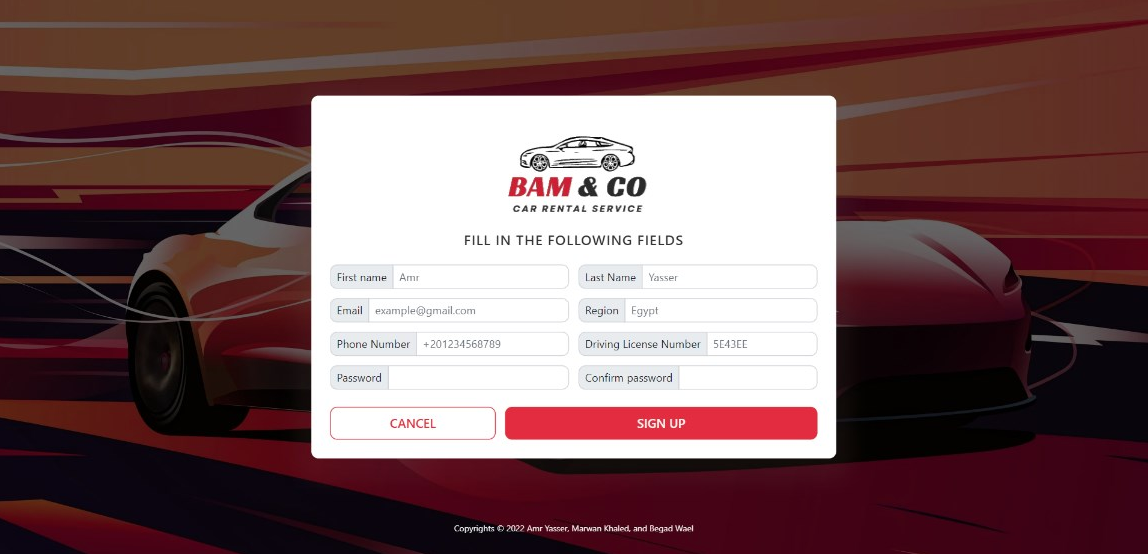 BAM & CO
CAR RENTAL SERVICE
FILL IN THE FOLLOWING FIELDS
First name Amr Last Name Yasser
Email example@gmail.com Region Egypt
Phone Number +201234568789 Driving License Number 5E43EE
Password Confirm password
CANCEL SIGN UP
Copyrights © 2022 Amr Yasser, Marwan Khaled, and Begad Wael